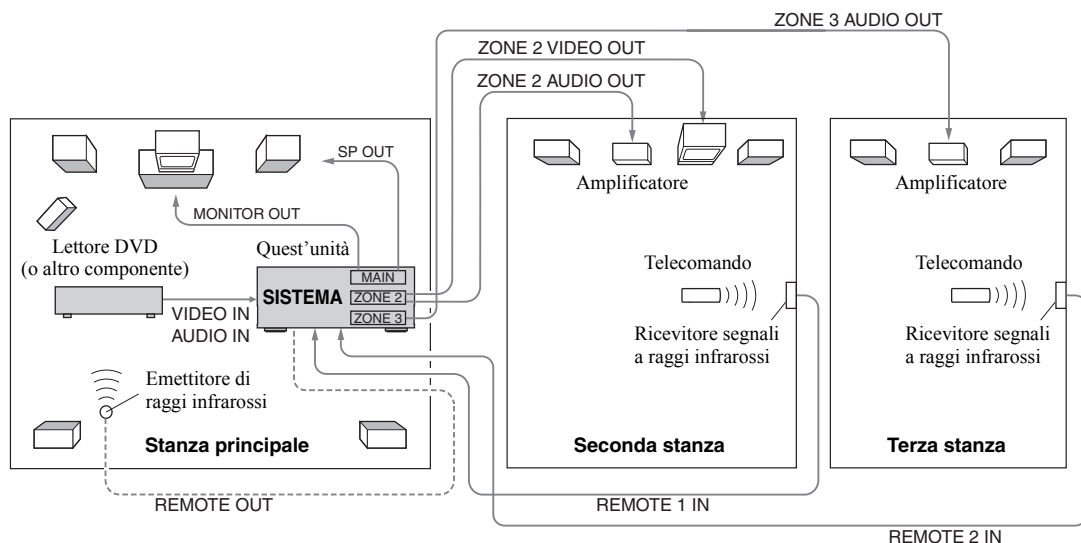 ZONE 3 AUDIO OUT
ZONE 2 VIDEO OUT
ZONE 2 AUDIO OUT
SP OUT
MONITOR OUT
Lettore DVD
(o altro componente)
Quest'unità
SISTEMA
MAIN
ZONE 2
ZONE 3
VIDEO IN
AUDIO IN
Emettitore di
raggi infrarossi
Stanza principale
REMOTE OUT
Amplificatore
Telecomando
Ricevitore segnali
a raggi infrarossi
Seconda stanza
REMOTE 1 IN
Amplificatore
Telecomando
Ricevitore segnali
a raggi infrarossi
Terza stanza
REMOTE 2 IN